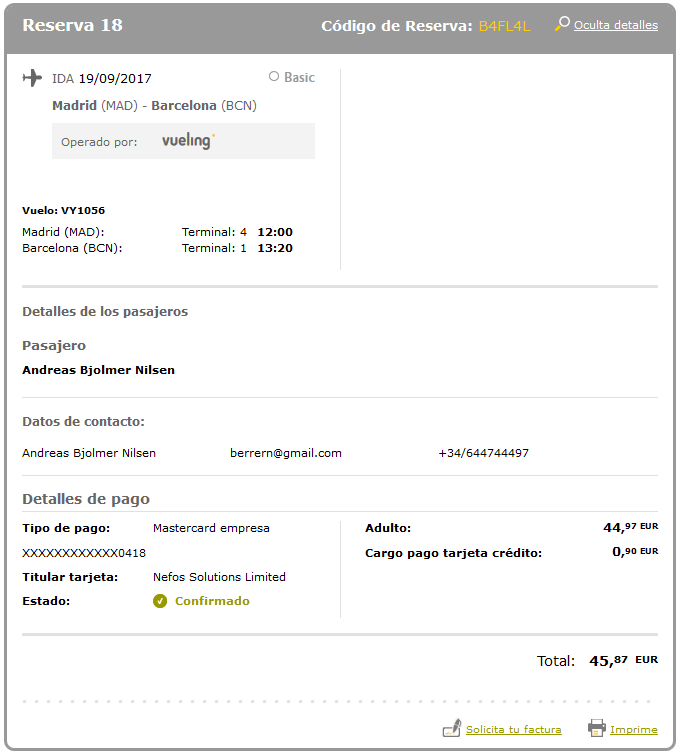 Reserva 18 Código de Reserva: B4FL4L Oculta detalles
IDA 19/09/2017 Basic
Madrid (MAD) - Barcelona (BCN)
Operado por: vueling
Vuelo: VY1056
Madrid (MAD): Terminal: 4 12:00
Barcelona (BCN): Terminal: 1 13:20
Detalles de los pasajeros
Pasajero
Andreas Bjolmer Nilsen
Datos de contacto:
Andreas Bjolmer Nilsen berrern@gmail.com +34/644744497
Detalles de pago
Tipo de pago: Mastercard empresa Adulto: 44,97 EUR
XXXXXXXXXXXX0418 Cargo pago tarjeta crédito: 0,90 EUR
Titular tarjeta: Nefos Solutions Limited
Estado: Confirmado
Total: 45,87 EUR
Solicita tu factura Imprime